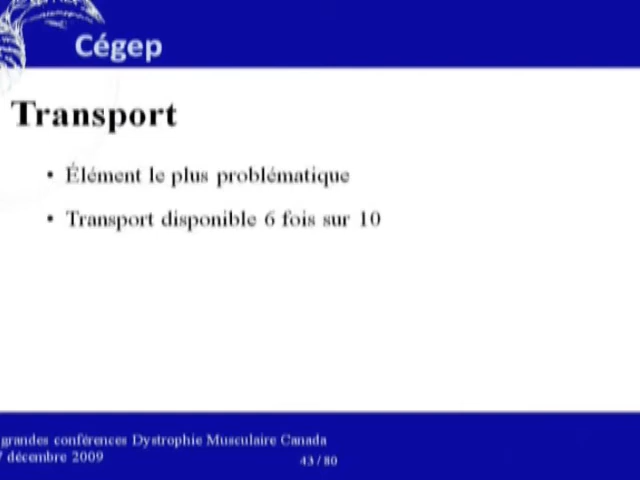 Cégep
Transport
• Élément le plus problématique
• Transport disponible 6 fois sur 10
grandes conférences Dystrophie Musculaire Canada
décembre 2009
43 / 80